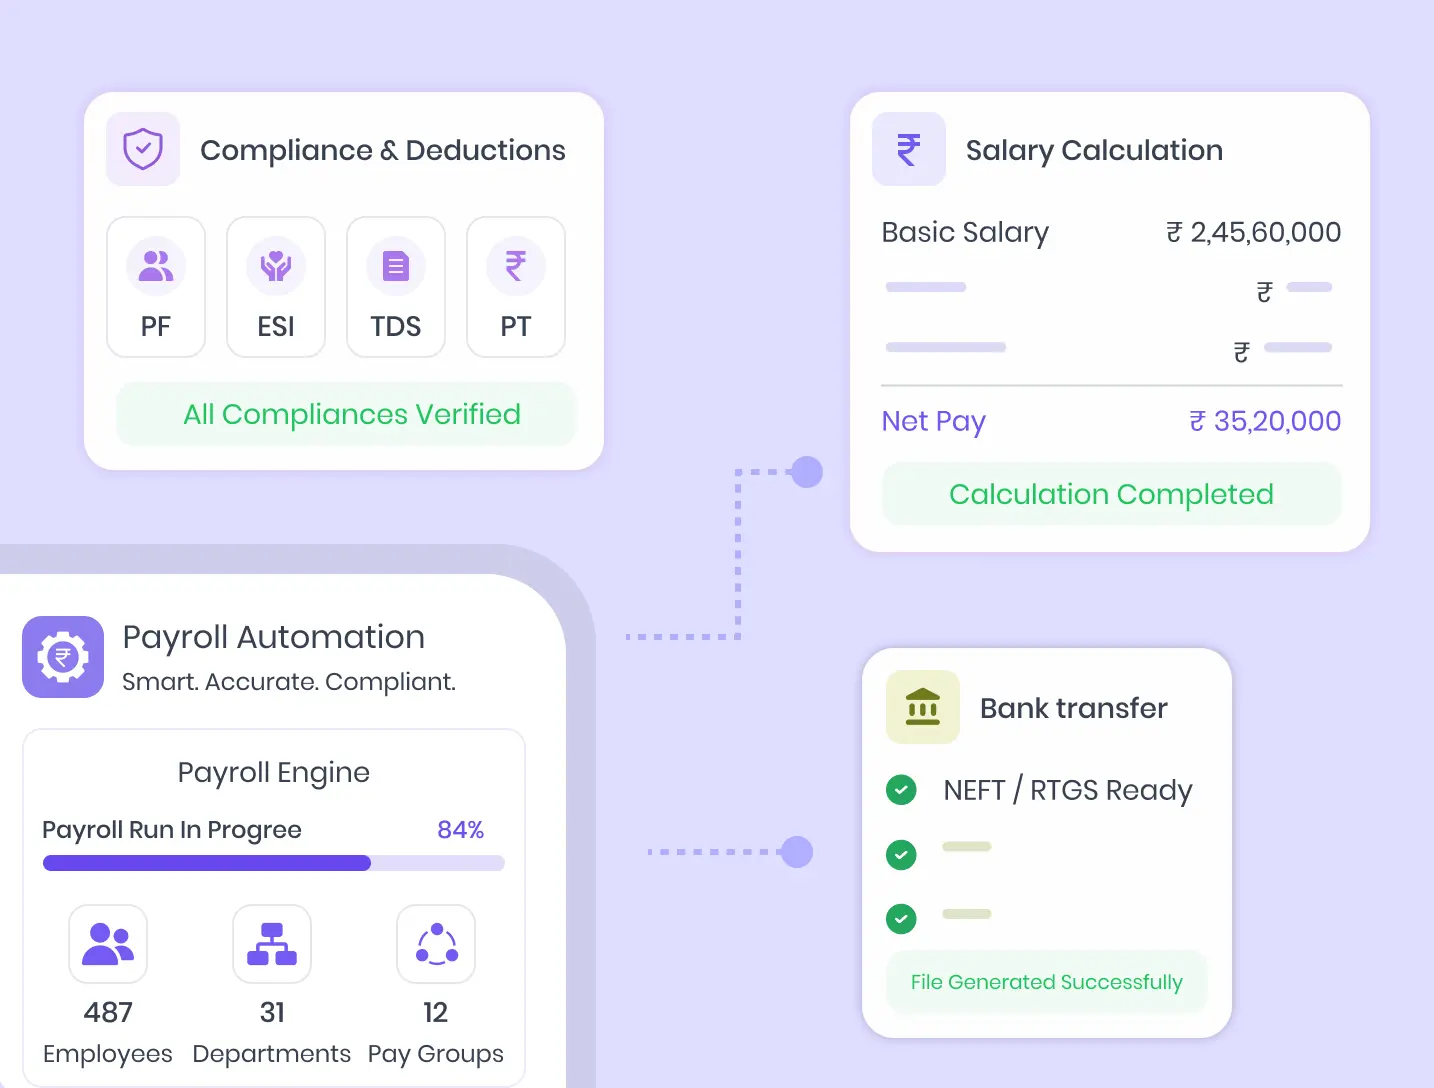 Compliance & Deductions
PF
ESI
TDS
PT
All Compliances Verified
₹
Salary Calculation
Basic Salary ₹ 2,45,60,000
₹
₹
Net Pay ₹ 35,20,000
Calculation Completed
Payroll Automation
Smart. Accurate. Compliant.
Payroll Engine
Payroll Run In Progree 84%
487
Employees
31
Departments
12
Pay Groups
Bank transfer
NEFT / RTGS Ready
File Generated Successfully